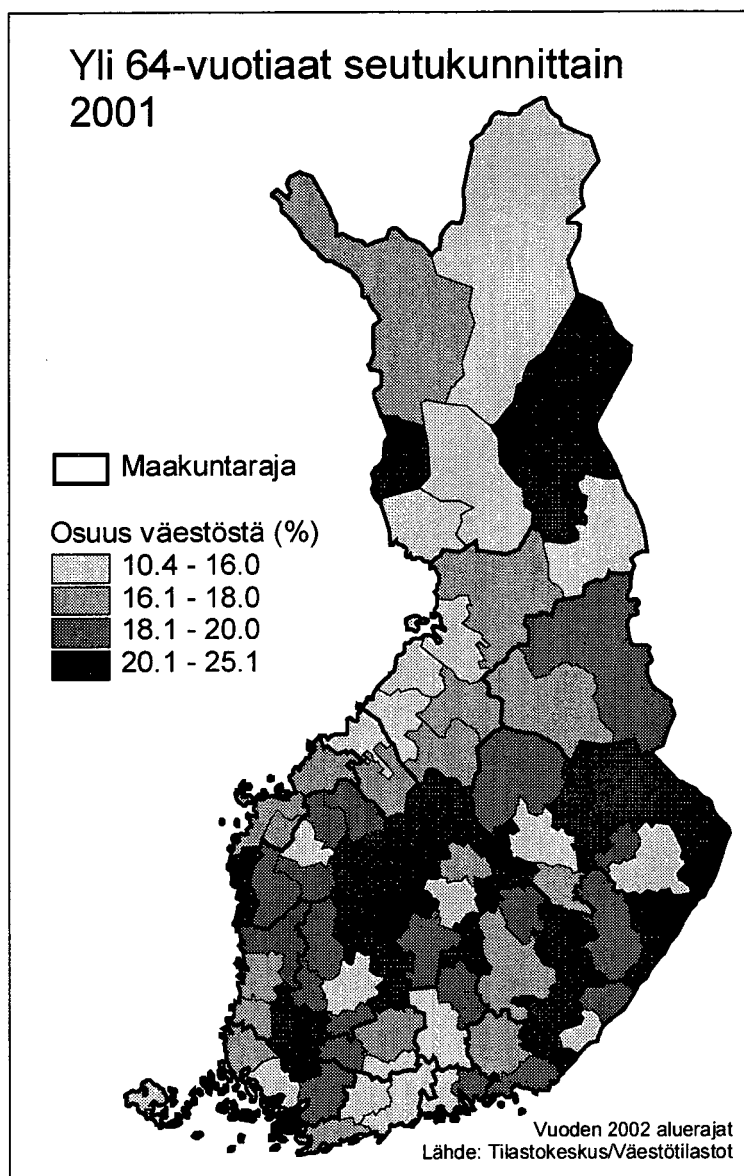 Yli 64-vuotiaat seutukunnittain
2001
Maakuntaraja
Osuus väestöstä (%)
10.4 - 16.0
16.1 - 18.0
18.1 - 20.0
20.1 - 25.1
Vuoden 2002 aluerajat
Lähde: Tilastokeskus/Väestötilastot